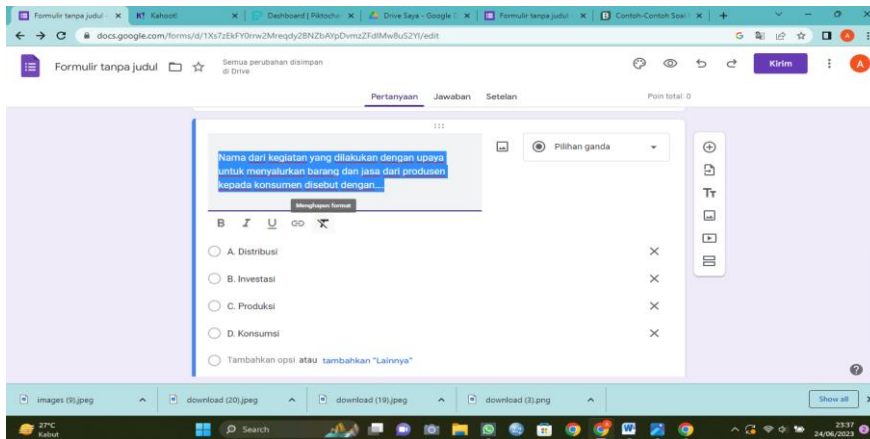 Formulir tanpa judul
Kahoot!
Dashboard | Piktochar
Drive Saya - Google
Formulir tanpa judul
Contoh-Contoh Soal
docs.google.com/forms/d/1Xs7zEkFY0rrw2Mreqdy28NZbAYpDvmzZFdIMw8uS2YI/edit
Formulir tanpa judul
Semua perubahan disimpan
di Drive
Kirim
A
Pertanyaan Jawaban Setelan
Poin total: 0
Nama dari kegiatan yang dilakukan dengan upaya
untuk menyalurkan barang dan jasa dari produsen
kepada konsumen disebut dengan....
Pilihan ganda
Menghapus format
B I U
A. Distribusi
B. Investasi
C. Produksi
D. Konsumsi
Tambahkan opsi atau tambahkan "Lainnya"
images (9).jpeg
download (20).jpeg
download (19).jpeg
download (3).png
Show all
27°C
Kabut
Search
23:37
24/06/2023